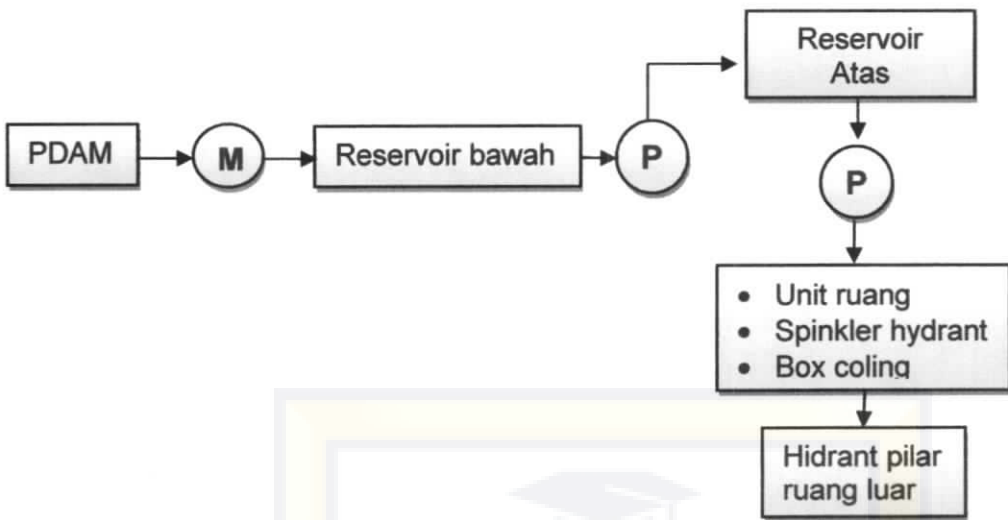 PDAM
M
Reservoir bawah
P
Reservoir
Atas
P
• Unit ruang
• Spinkler hydrant
• Box coling
Hidrant pilar
ruang luar